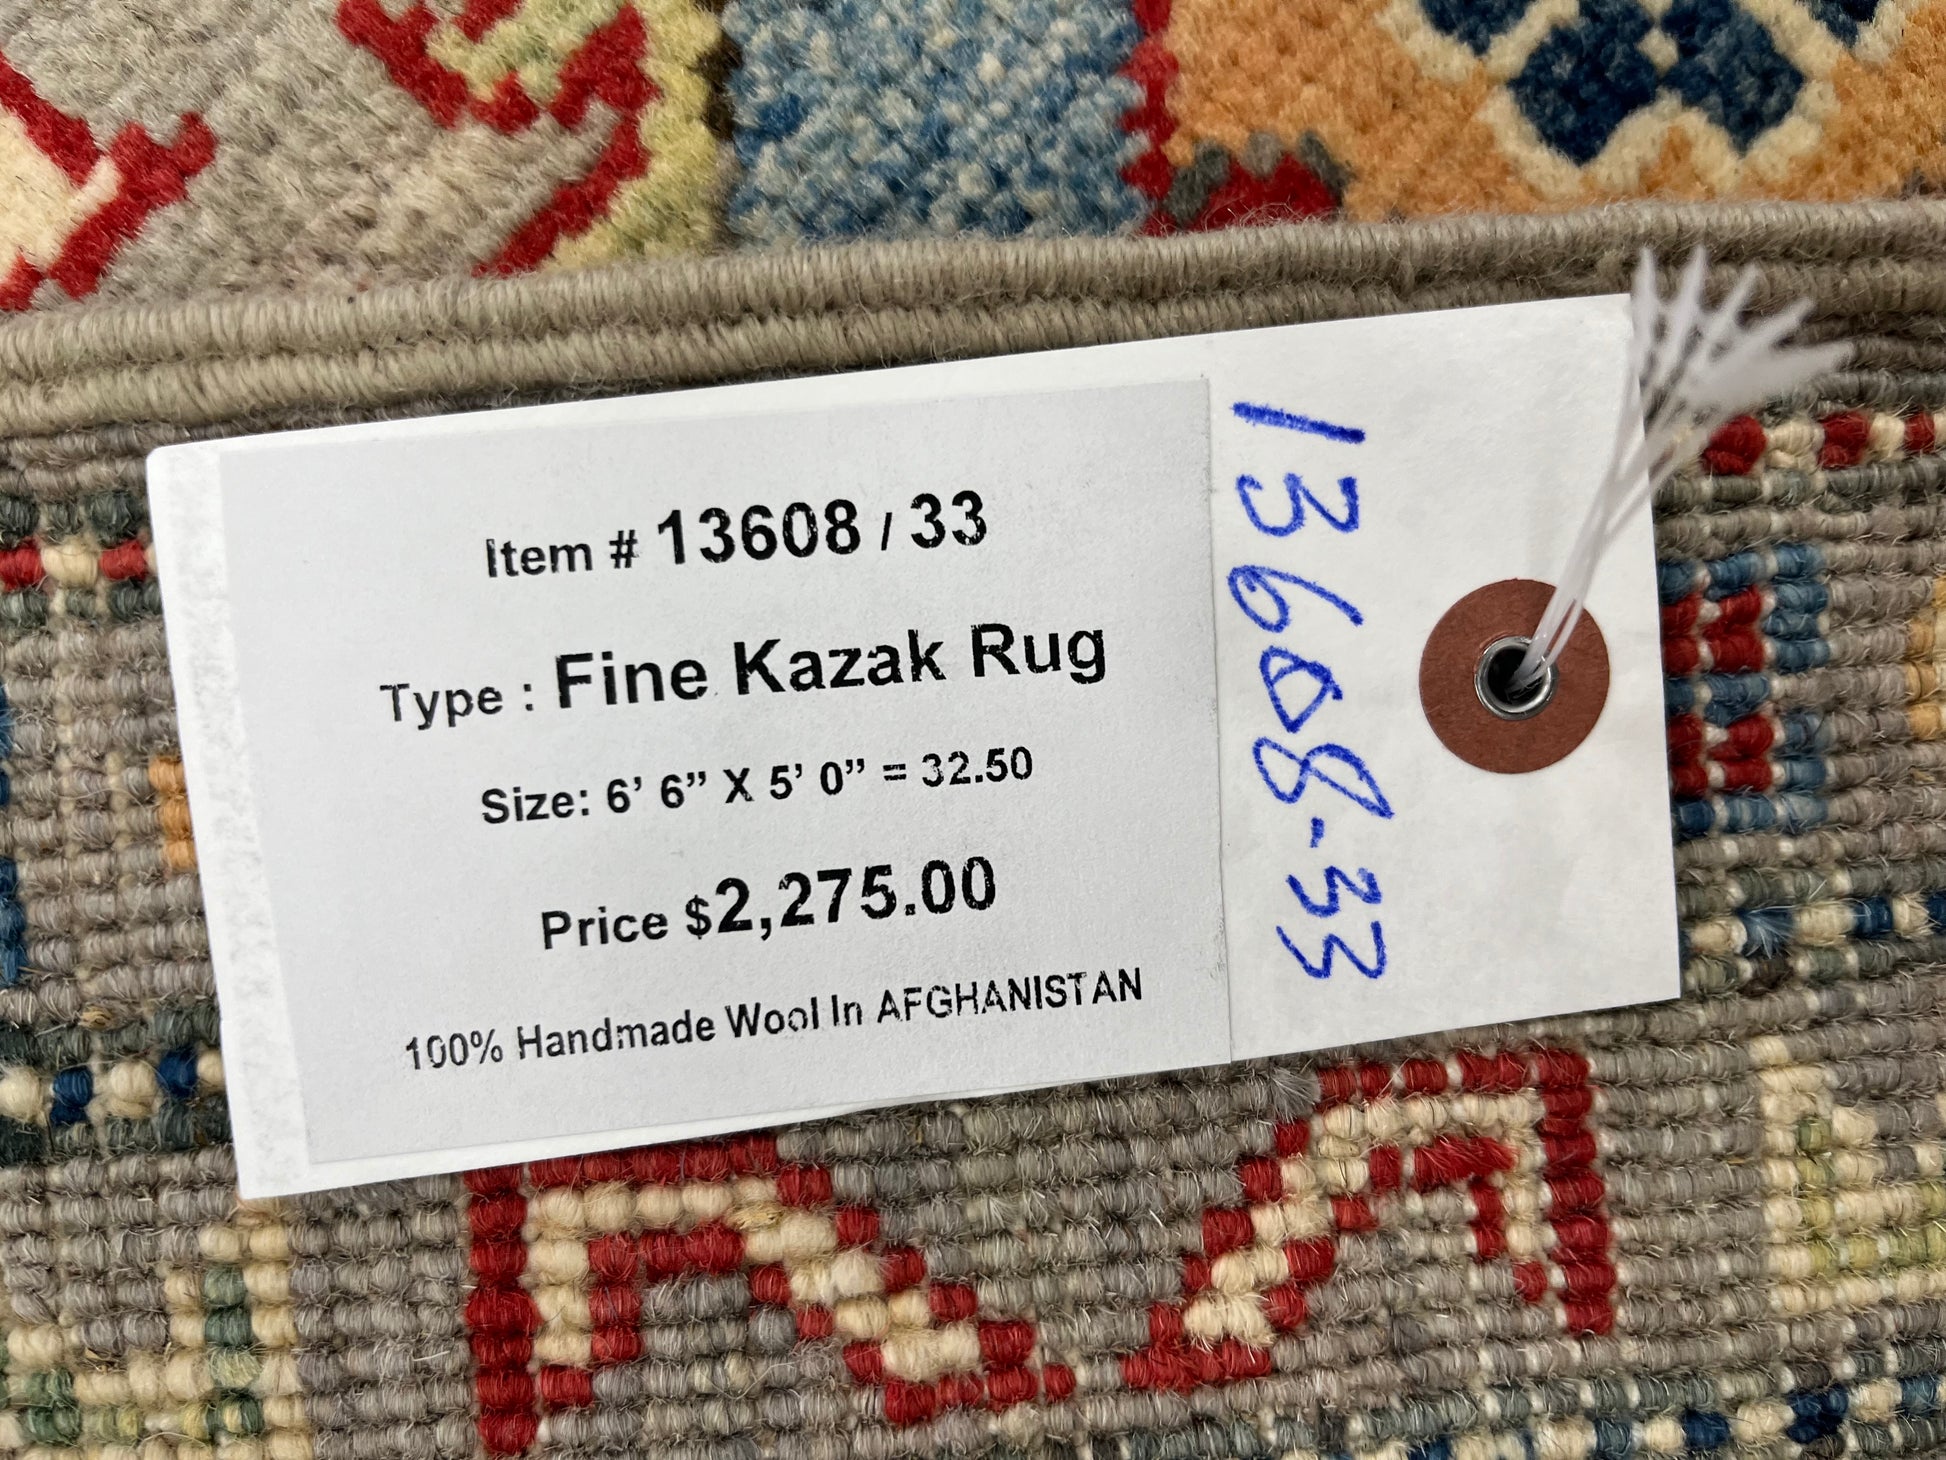 Item # 13608 / 33
Type : Fine Kazak Rug
Size: 6’ 6” X 5’ 0” = 32.50
Price $2,275.00
100% Handmade Wool In AFGHANISTAN
13608-33